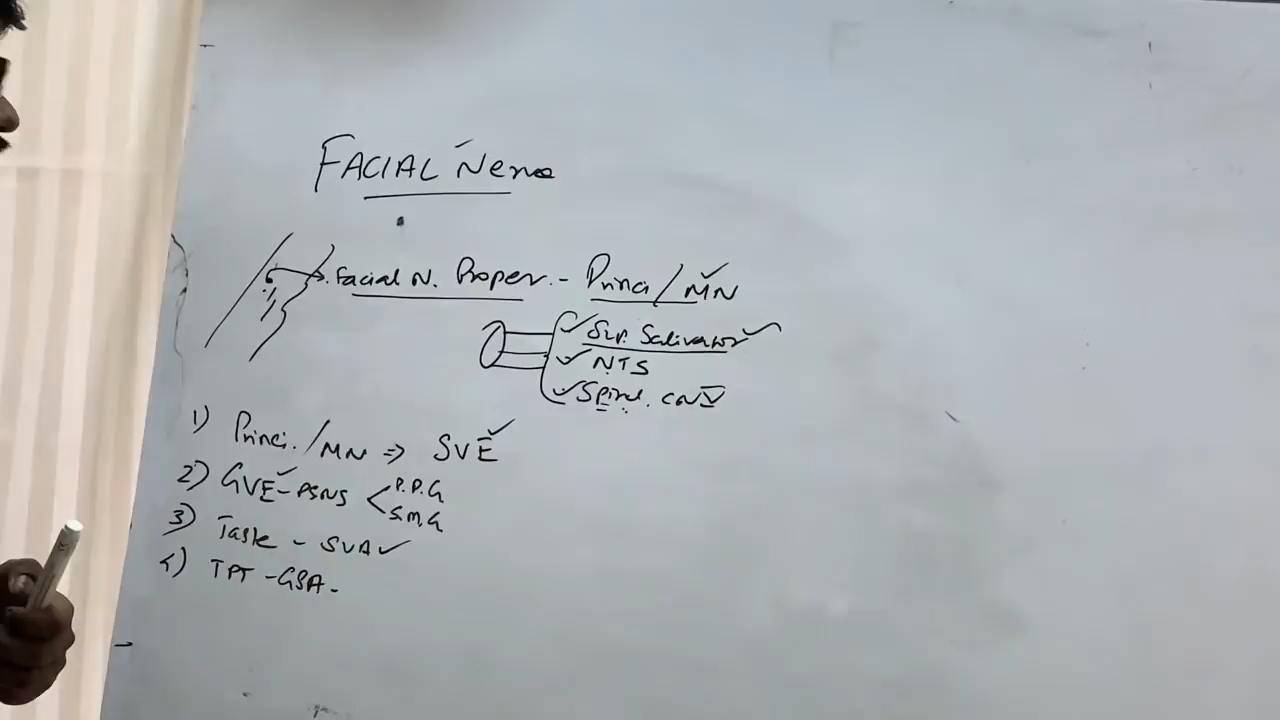 FACIAL Nerve
Facial N. Proper. - Princi/MN
Sup. Salivator
NTS
Spinal. CN V
1) Princi./MN => SVE
2) GVE-PSNS < P.P.G
S.M.G
3) Taste - SVA
4) TPT - GSA -